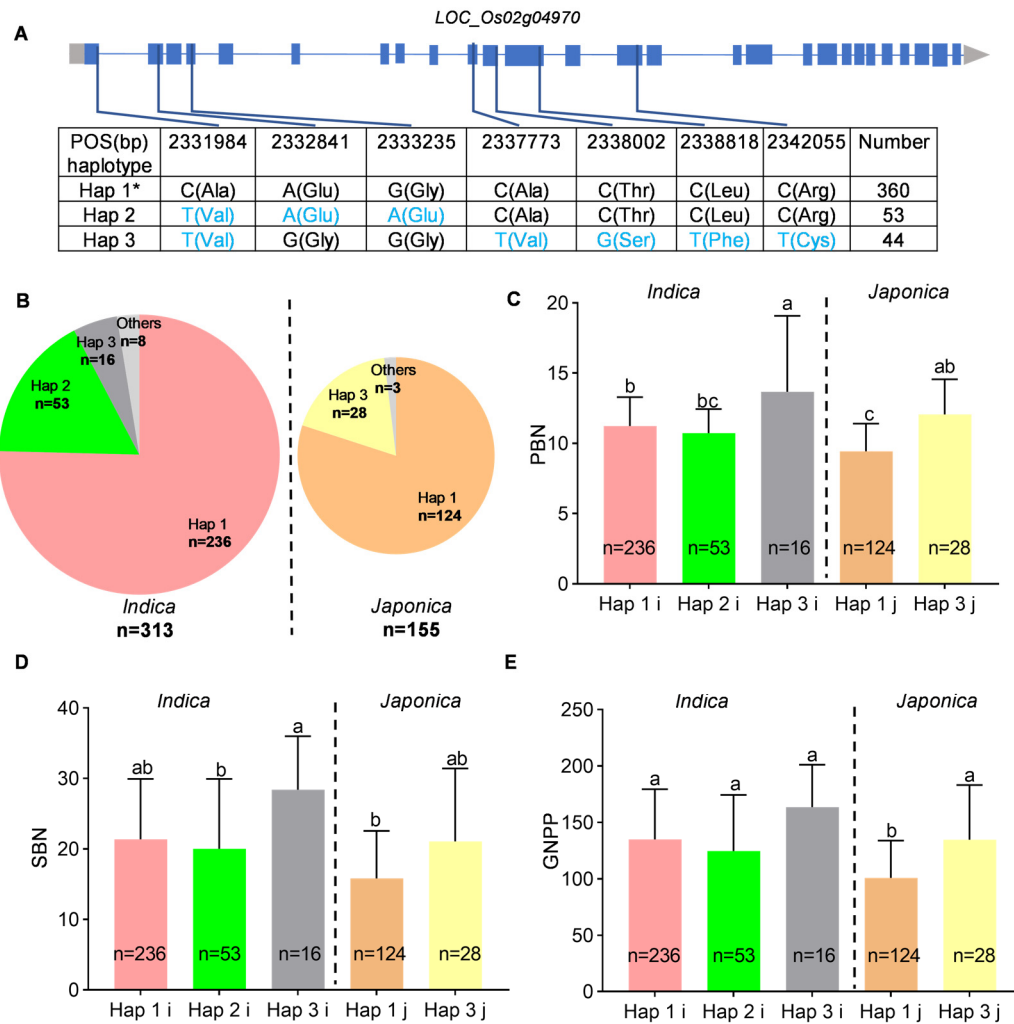 LOC_Os02g04970
A
POS(bp) haplotype 2331984 2332841 2333235 2337773 2338002 2338818 2342055 Number
Hap 1* C(Ala) A(Glu) G(Gly) C(Ala) C(Thr) C(Leu) C(Arg) 360
Hap 2 T(Val) A(Glu) A(Glu) C(Ala) C(Thr) C(Leu) C(Arg) 53
Hap 3 T(Val) G(Gly) G(Gly) T(Val) G(Ser) T(Phe) T(Cys) 44
B
Others
n=8
Hap 3
n=16
Hap 2
n=53
Hap 1
n=236
Indica
n=313
Others
n=3
Hap 3
n=28
Hap 1
n=124
Japonica
n=155
C
Indica Japonica
PBN
20
15
10
5
0
b bc a c ab
n=236 n=53 n=16 n=124 n=28
Hap 1 i Hap 2 i Hap 3 i Hap 1 j Hap 3 j
D
Indica Japonica
SBN
40
30
20
10
0
ab b a b ab
n=236 n=53 n=16 n=124 n=28
Hap 1 i Hap 2 i Hap 3 i Hap 1 j Hap 3 j
E
Indica Japonica
GNPP
250
200
150
100
50
0
a a a b a
n=236 n=53 n=16 n=124 n=28
Hap 1 i Hap 2 i Hap 3 i Hap 1 j Hap 3 j